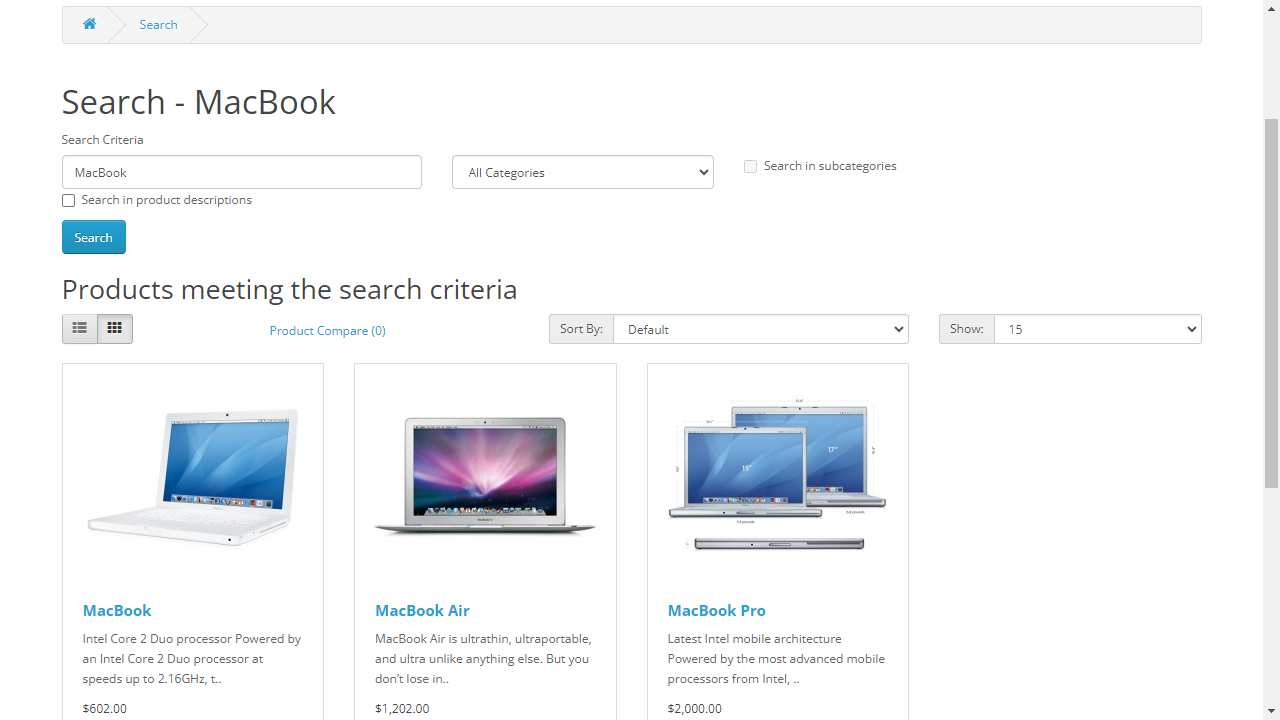 Search
Search - MacBook
Search Criteria
MacBook
All Categories
Search in subcategories
Search in product descriptions
Search
Products meeting the search criteria
Product Compare (0)
Sort By: Default
Show: 15
15"
17"
MacBook
Intel Core 2 Duo processor Powered by
an Intel Core 2 Duo processor at
speeds up to 2.16GHz, t..
$602.00
MacBook Air
MacBook Air is ultrathin, ultraportable,
and ultra unlike anything else. But you
don’t lose in..
$1,202.00
MacBook Pro
Latest Intel mobile architecture
Powered by the most advanced mobile
processors from Intel, ..
$2,000.00